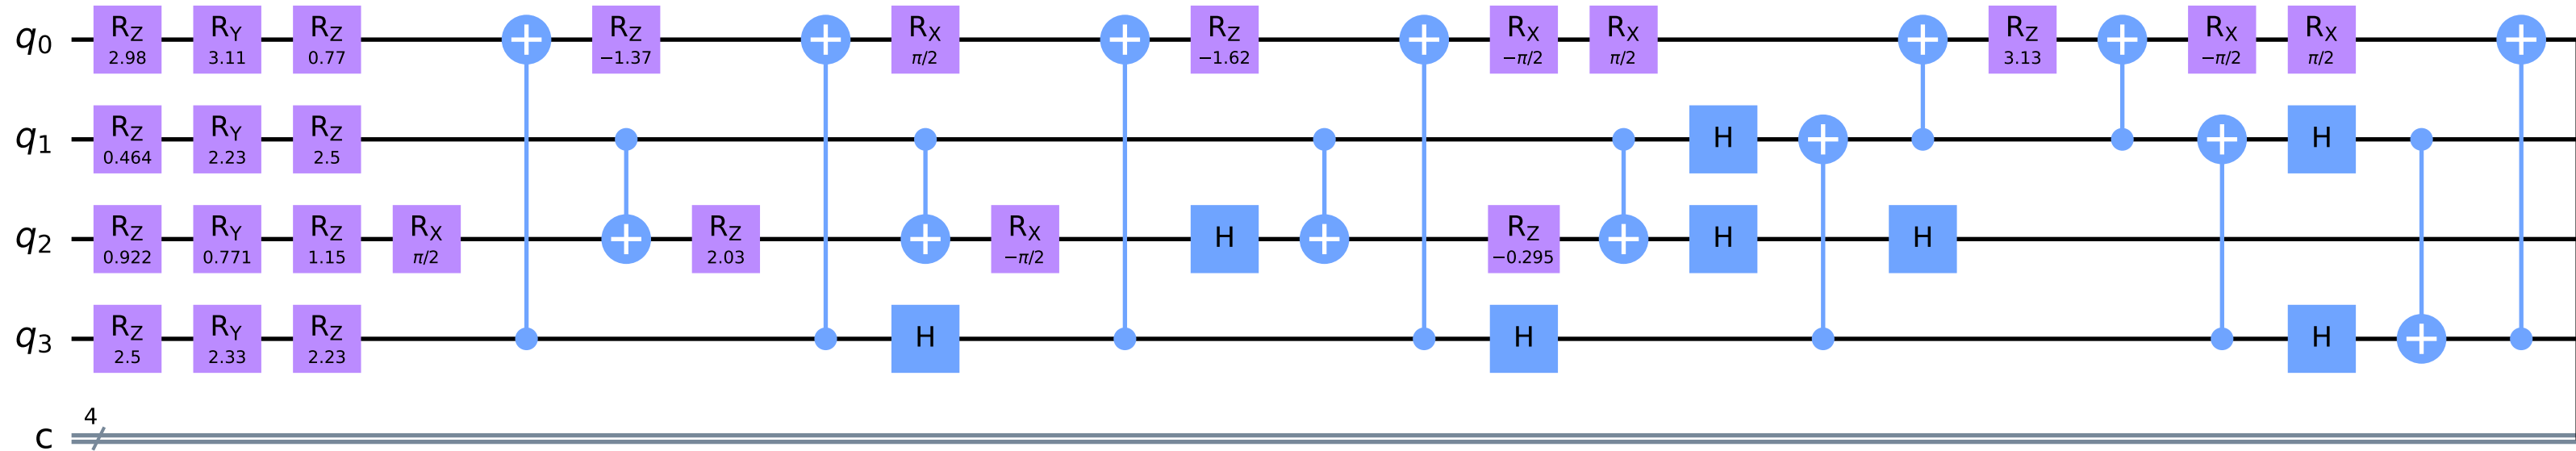 q0 RZ 2.98 RY 3.11 RZ 0.77 RZ −1.37 RX π/2 RZ −1.62 RX −π/2 RX π/2 RZ 3.13 RX −π/2 RX π/2
q1 RZ 0.464 RY 2.23 RZ 2.5 H H
q2 RZ 0.922 RY 0.771 RZ 1.15 RX π/2 RZ 2.03 RX −π/2 H RZ −0.295 H H
q3 RZ 2.5 RY 2.33 RZ 2.23 H H H
c 4